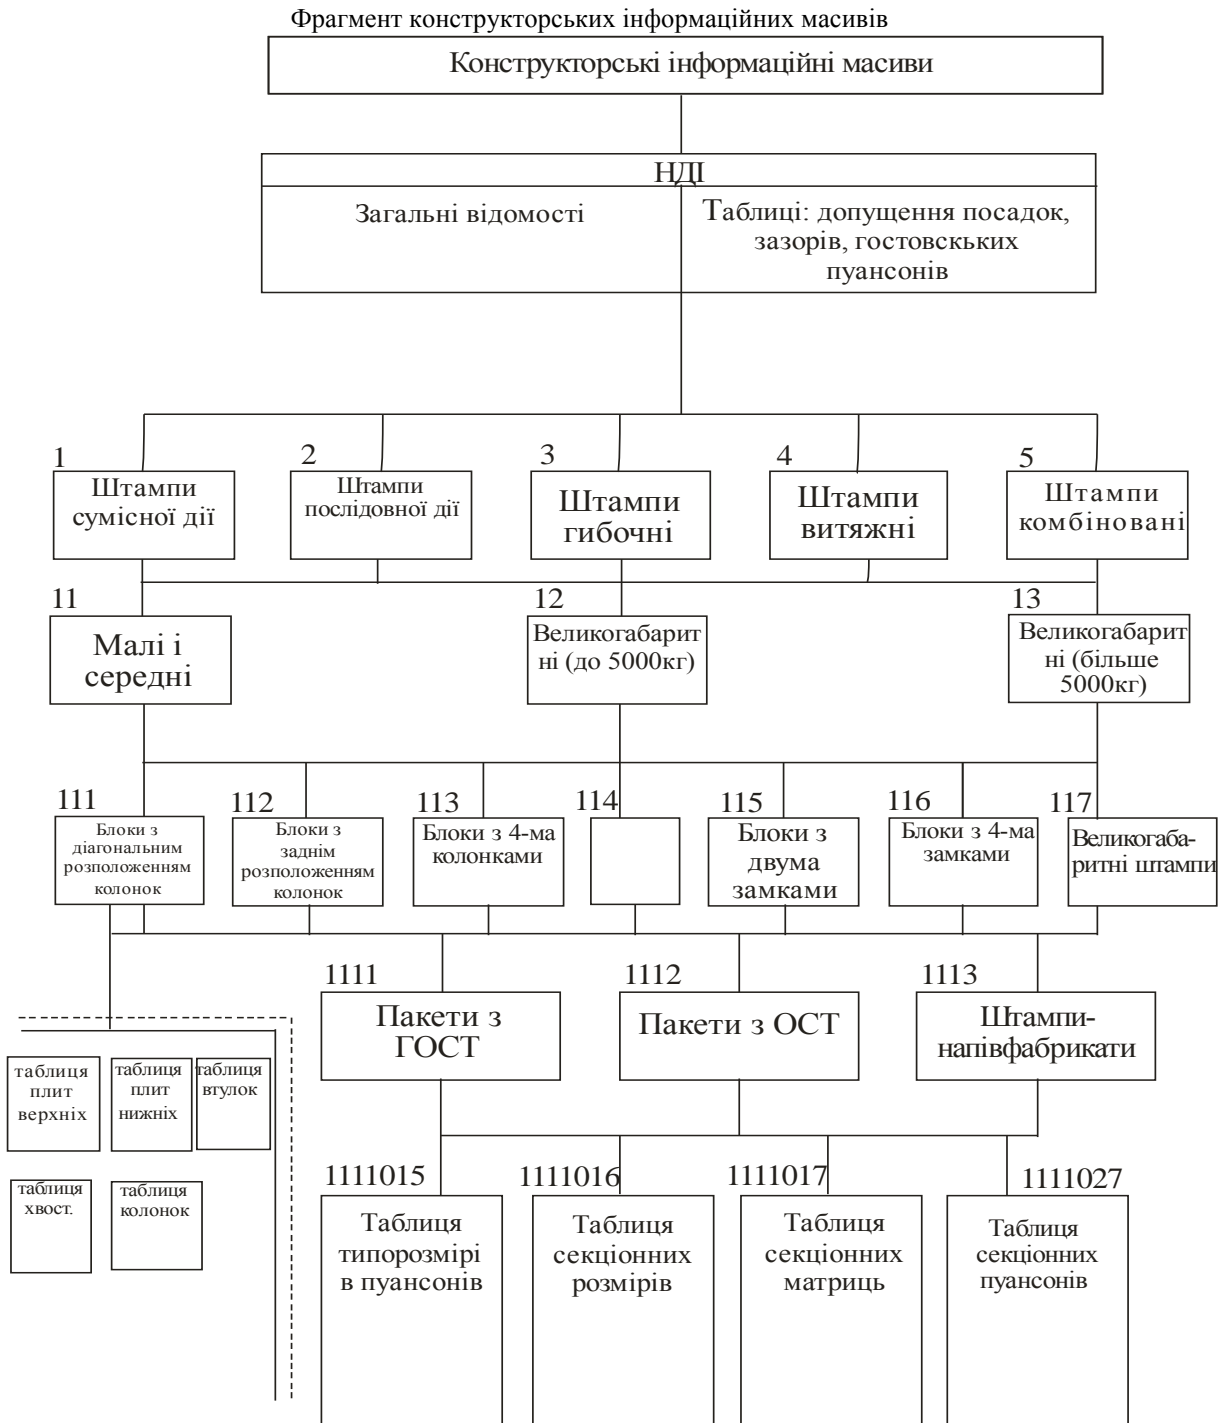 Фрагмент конструкторських інформаційних масивів
Конструкторські інформаційні масиви
НДІ
Загальні відомості
Таблиці: допущення посадок,
зазорів, гостовскьких
пуансонів
1
Штампи
сумісної дії
2
Штампи
послідовної дії
3
Штампи
гибочні
4
Штампи
витяжні
5
Штампи
комбіновані
11
Малі і
середні
12
Великогабарит
ні (до 5000кг)
13
Великогабарит
ні (більше
5000кг)
111
Блоки з
діагональним
розположенням
колонок
112
Блоки з
заднім
розположенням
колонок
113
Блоки з 4-ма
колонками
114
115
Блоки з
двума
замками
116
Блоки з 4-ма
замками
117
Великогаба-
ритні штампи
1111
Пакети з
ГОСТ
1112
Пакети з ОСТ
1113
Штампи-
напівфабрикати
таблиця
плит
верхніх
таблиця
плит
нижніх
таблиця
втулок
таблиця
хвост.
таблиця
колонок
1111015
Таблиця
типорозмірі
в пуансонів
1111016
Таблиця
секціонних
розмірів
1111017
Таблиця
секціонних
матриць
1111027
Таблиця
секціонних
пуансонів